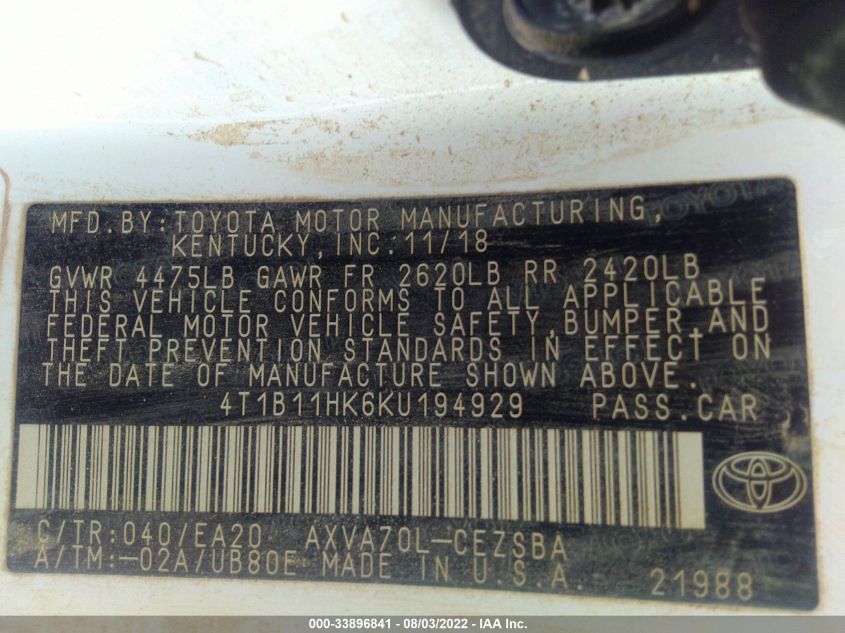 MFD. BY: TOYOTA MOTOR MANUFACTURING,
KENTUCKY, INC: 11/18
GVWR 4475LB GAWR FR 2620LB RR 2420LB
THIS VEHICLE CONFORMS TO ALL APPLICABLE
FEDERAL MOTOR VEHICLE SAFETY, BUMPER, AND
THEFT PREVENTION STANDARDS IN EFFECT ON
THE DATE OF MANUFACTURE SHOWN ABOVE.
4T1B11HK6KU194929 PASS.CAR
C/TR:040/EA20 AXVA70L-CEZSBA
A/TM:-02A/UB80E MADE IN U.S.A. 21988
000-33896841 - 08/03/2022 - IAA Inc.